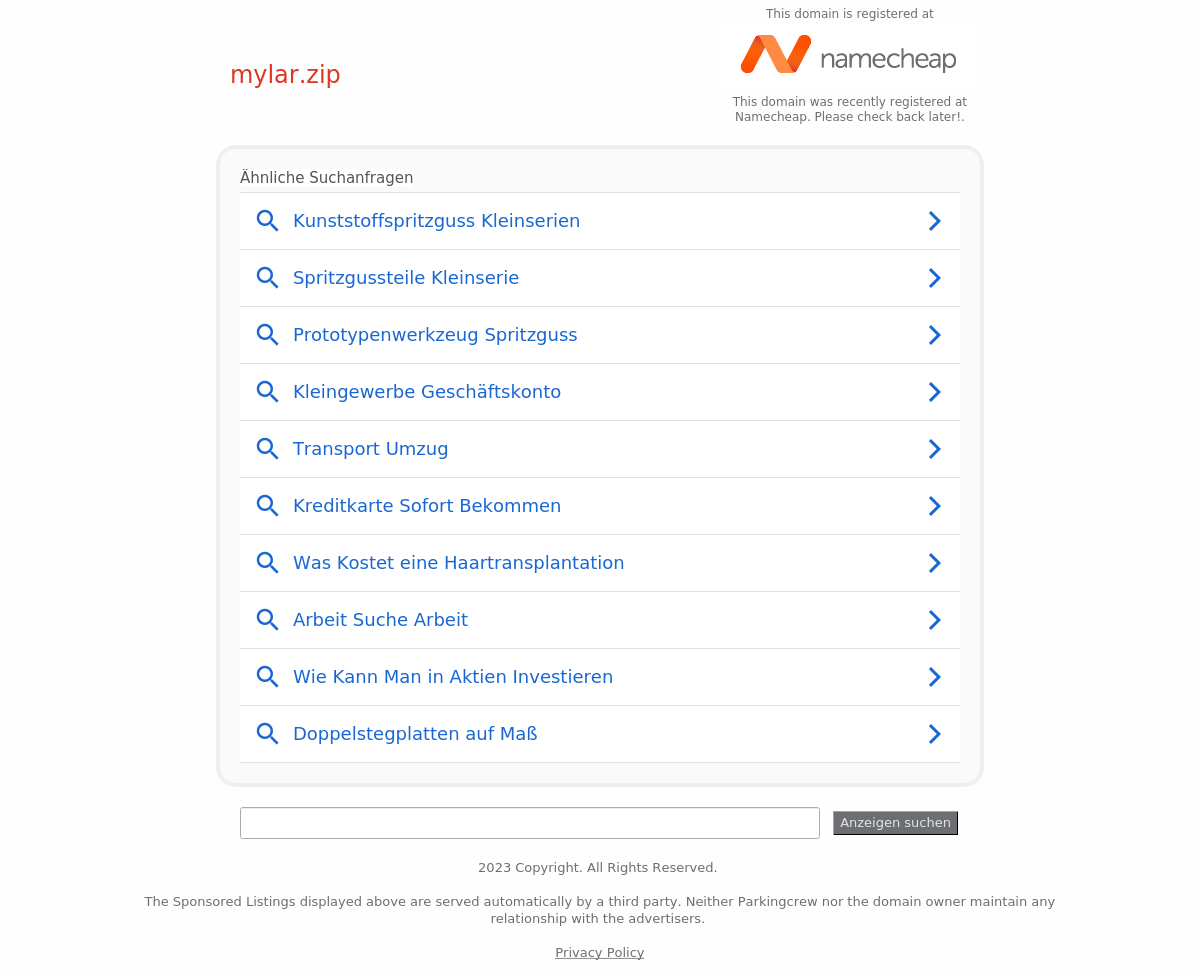 This domain is registered at
namecheap
mylar.zip
This domain was recently registered at
Namecheap. Please check back later!.
Ähnliche Suchanfragen
Kunststoffspritzguss Kleinserien
Spritzgussteile Kleinserie
Prototypenwerkzeug Spritzguss
Kleingewerbe Geschäftskonto
Transport Umzug
Kreditkarte Sofort Bekommen
Was Kostet eine Haartransplantation
Arbeit Suche Arbeit
Wie Kann Man in Aktien Investieren
Doppelstegplatten auf Maß
Anzeigen suchen
2023 Copyright. All Rights Reserved.
The Sponsored Listings displayed above are served automatically by a third party. Neither Parkingcrew nor the domain owner maintain any
relationship with the advertisers.
Privacy Policy